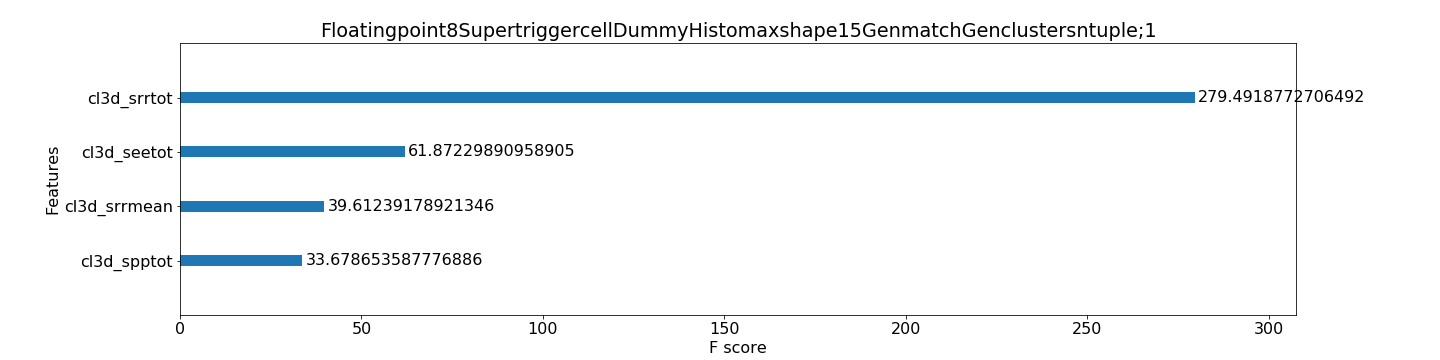 Floatingpoint8SupertriggercellDummyHistomaxshape15GenmatchGenclustersntuple;1
cl3d_srrtot 279.4918772706492
cl3d_seetot 61.87229890958905
Features
cl3d_srrmean 39.61239178921346
cl3d_spptot 33.678653587776886
0 50 100 150 200 250 300
F score